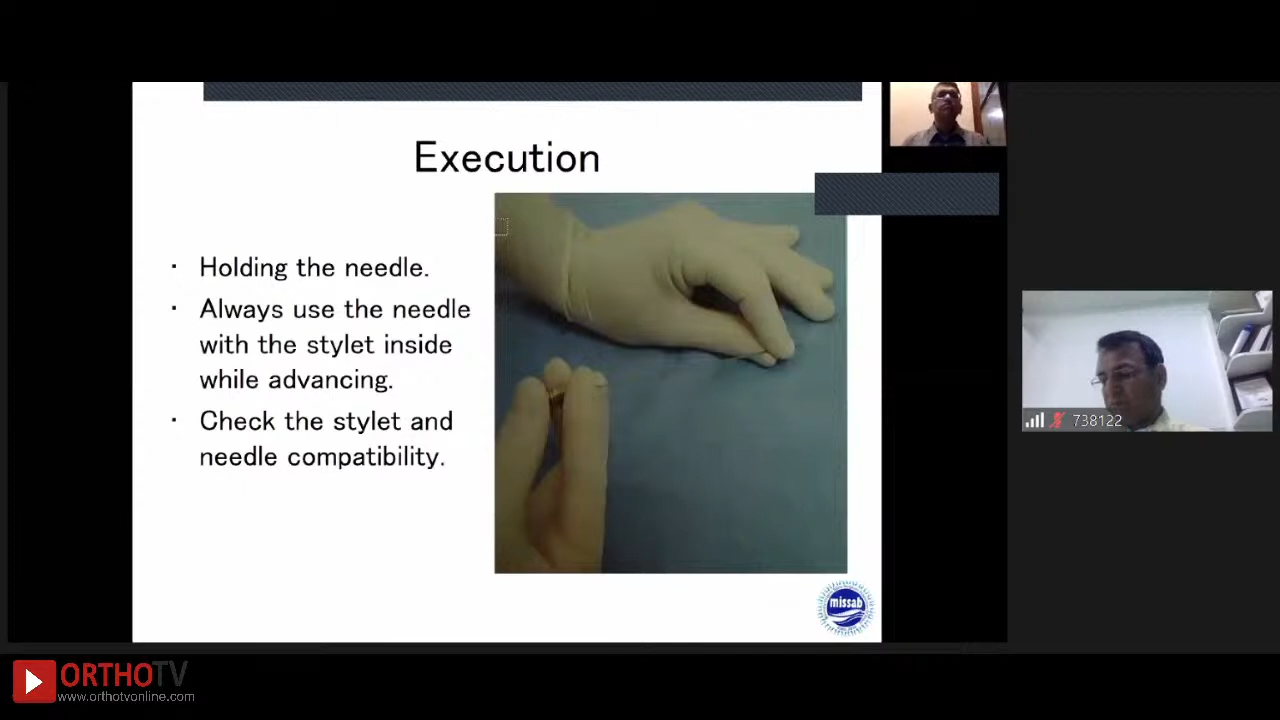 Execution
· Holding the needle.
· Always use the needle
with the stylet inside
while advancing.
· Check the stylet and
needle compatibility.
missab
738122
ORTHOTV
www.orthotvonline.com